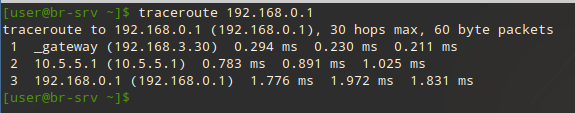 [user@br-srv ~]$ traceroute 192.168.0.1
traceroute to 192.168.0.1 (192.168.0.1), 30 hops max, 60 byte packets
 1  _gateway (192.168.3.30)  0.294 ms  0.230 ms  0.211 ms
 2  10.5.5.1 (10.5.5.1)  0.783 ms  0.891 ms  1.025 ms
 3  192.168.0.1 (192.168.0.1)  1.776 ms  1.972 ms  1.831 ms
[user@br-srv ~]$